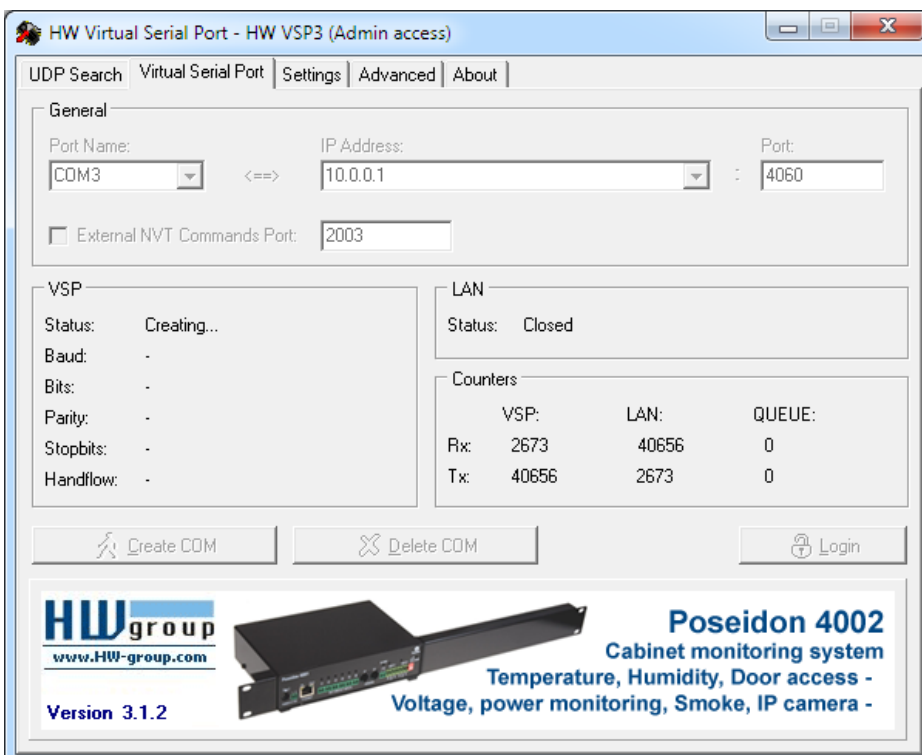 HW Virtual Serial Port - HW VSP3 (Admin access)
UDP Search Virtual Serial Port Settings Advanced About
General
Port Name: IP Address: Port:
COM3 <==> 10.0.0.1 : 4060
External NVT Commands Port: 2003
VSP
Status: Creating...
Baud: -
Bits: -
Parity: -
Stopbits: -
Handflow: -
LAN
Status: Closed
Counters
VSP: LAN: QUEUE:
Rx: 2673 40656 0
Tx: 40656 2673 0
Create COM Delete COM Login
HW group
www.HW-group.com
Version 3.1.2
Poseidon 4002
Cabinet monitoring system
Temperature, Humidity, Door access -
Voltage, power monitoring, Smoke, IP camera -